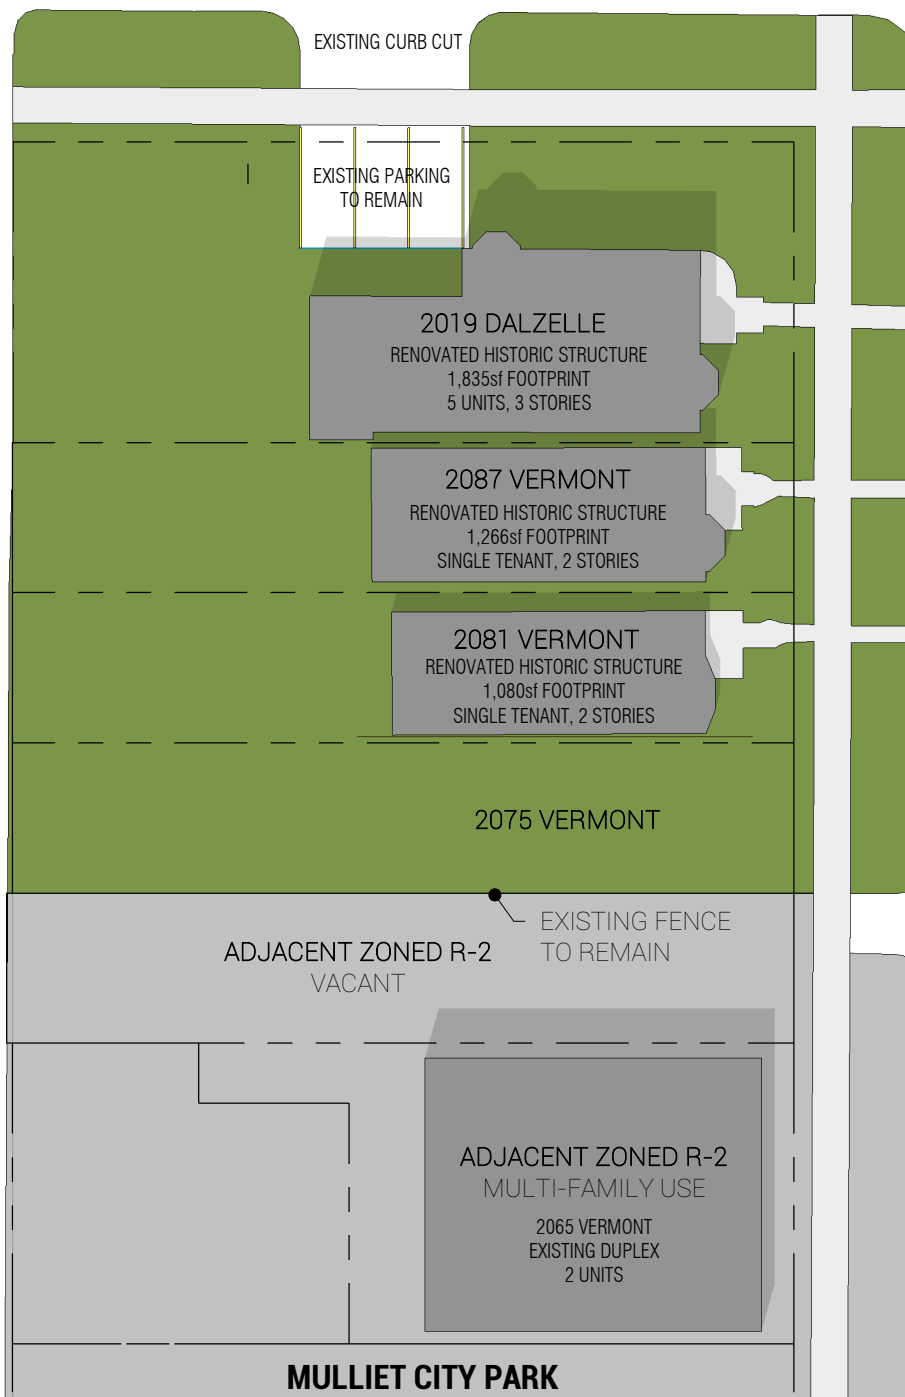 EXISTING CURB CUT
EXISTING PARKING
TO REMAIN
2019 DALZELLE
RENOVATED HISTORIC STRUCTURE
1,835sf FOOTPRINT
5 UNITS, 3 STORIES
2087 VERMONT
RENOVATED HISTORIC STRUCTURE
1,266sf FOOTPRINT
SINGLE TENANT, 2 STORIES
2081 VERMONT
RENOVATED HISTORIC STRUCTURE
1,080sf FOOTPRINT
SINGLE TENANT, 2 STORIES
2075 VERMONT
EXISTING FENCE
TO REMAIN
ADJACENT ZONED R-2
VACANT
ADJACENT ZONED R-2
MULTI-FAMILY USE
2065 VERMONT
EXISTING DUPLEX
2 UNITS
MULLIET CITY PARK